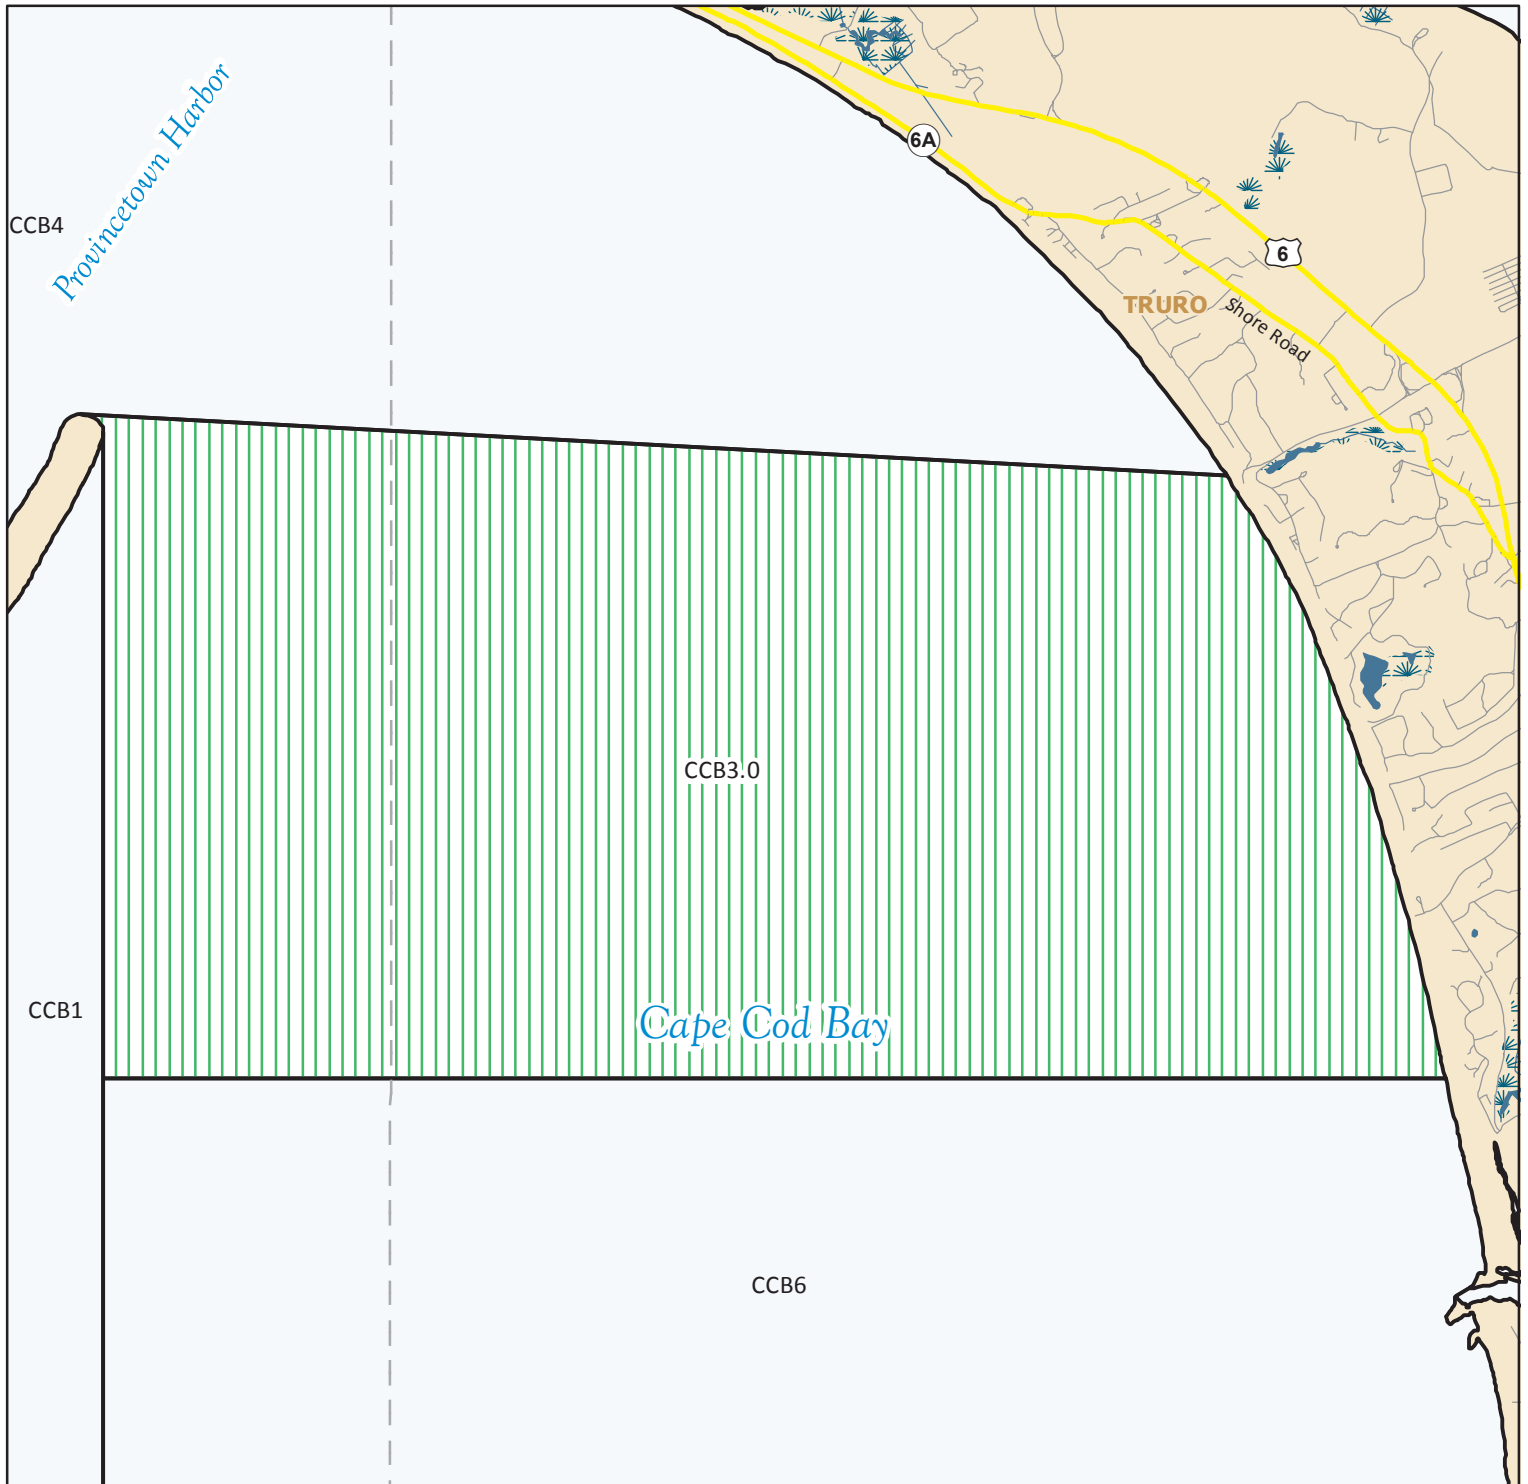 Provincetown Harbor
CCB4
6A
6
TRURO
Shore Road
CCB3.0
CCB1
Cape Cod Bay
CCB6